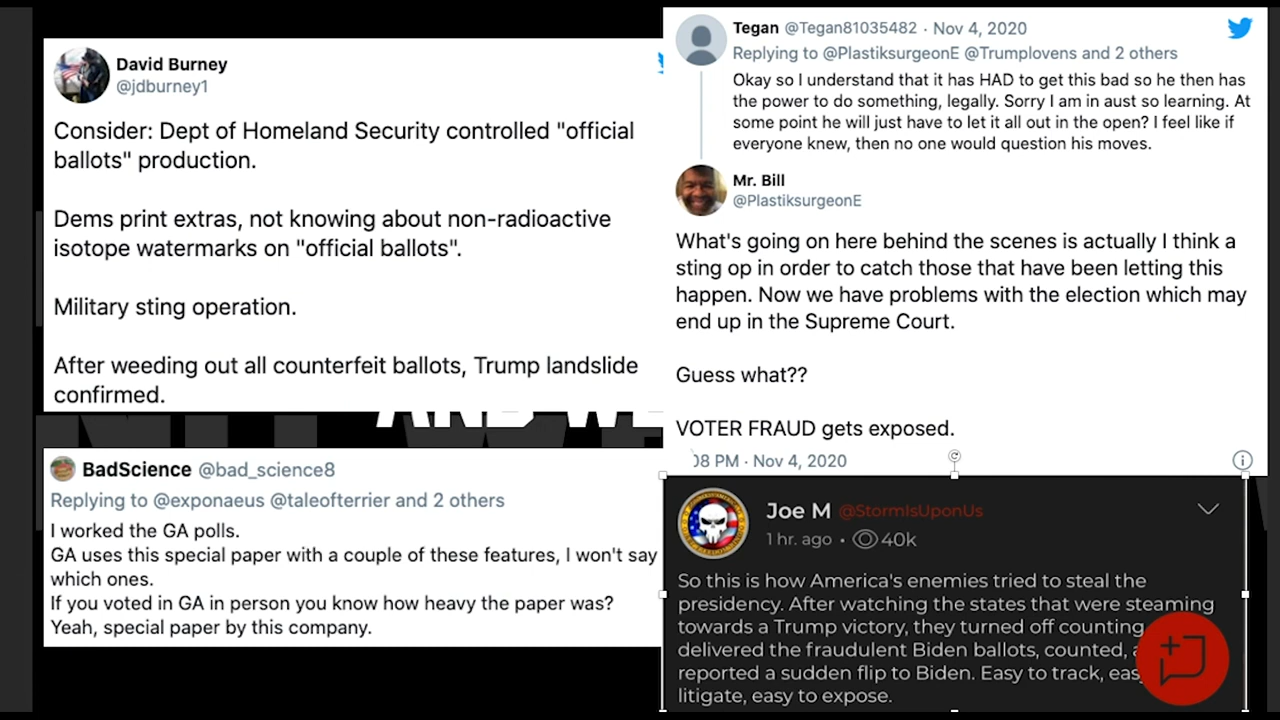 David Burney
@jdburney1
Consider: Dept of Homeland Security controlled "official
ballots" production.
Dems print extras, not knowing about non-radioactive
isotope watermarks on "official ballots".
Military sting operation.
After weeding out all counterfeit ballots, Trump landslide
confirmed.
AND WE
BadScience @bad_science8
Replying to @exponaeus @taleofterrier and 2 others
I worked the GA polls.
GA uses this special paper with a couple of these features, I won't say
which ones.
If you voted in GA in person you know how heavy the paper was?
Yeah, special paper by this company.
Tegan @Tegan81035482 · Nov 4, 2020
Replying to @PlastiksurgeonE @Trumplovens and 2 others
Okay so I understand that it has HAD to get this bad so he then has
the power to do something, legally. Sorry I am in aust so learning. At
some point he will just have to let it all out in the open? I feel like if
everyone knew, then no one would question his moves.
Mr. Bill
@PlastiksurgeonE
What's going on here behind the scenes is actually I think a
sting op in order to catch those that have been letting this
happen. Now we have problems with the election which may
end up in the Supreme Court.
Guess what??
VOTER FRAUD gets exposed.
08 PM · Nov 4, 2020
Joe M @StormIsUponUs
1 hr. ago • 40k
So this is how America's enemies tried to steal the
presidency. After watching the states that were steaming
towards a Trump victory, they turned off counting
delivered the fraudulent Biden ballots, counted,
reported a sudden flip to Biden. Easy to track,
litigate, easy to expose.